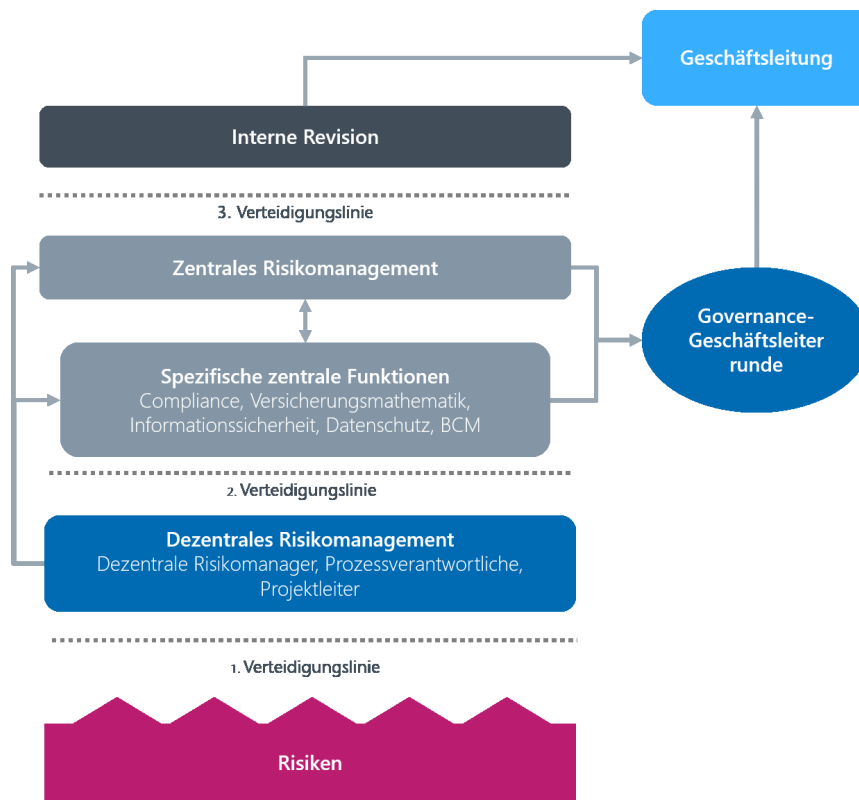 Geschäftsleitung
Interne Revision
3. Verteidigungslinie
Zentrales Risikomanagement
Governance-
Geschäftsleiter
runde
Spezifische zentrale Funktionen
Compliance, Versicherungsmathematik,
Informationssicherheit, Datenschutz, BCM
2. Verteidigungslinie
Dezentrales Risikomanagement
Dezentrale Risikomanager, Prozessverantwortliche,
Projektleiter
1. Verteidigungslinie
Risiken